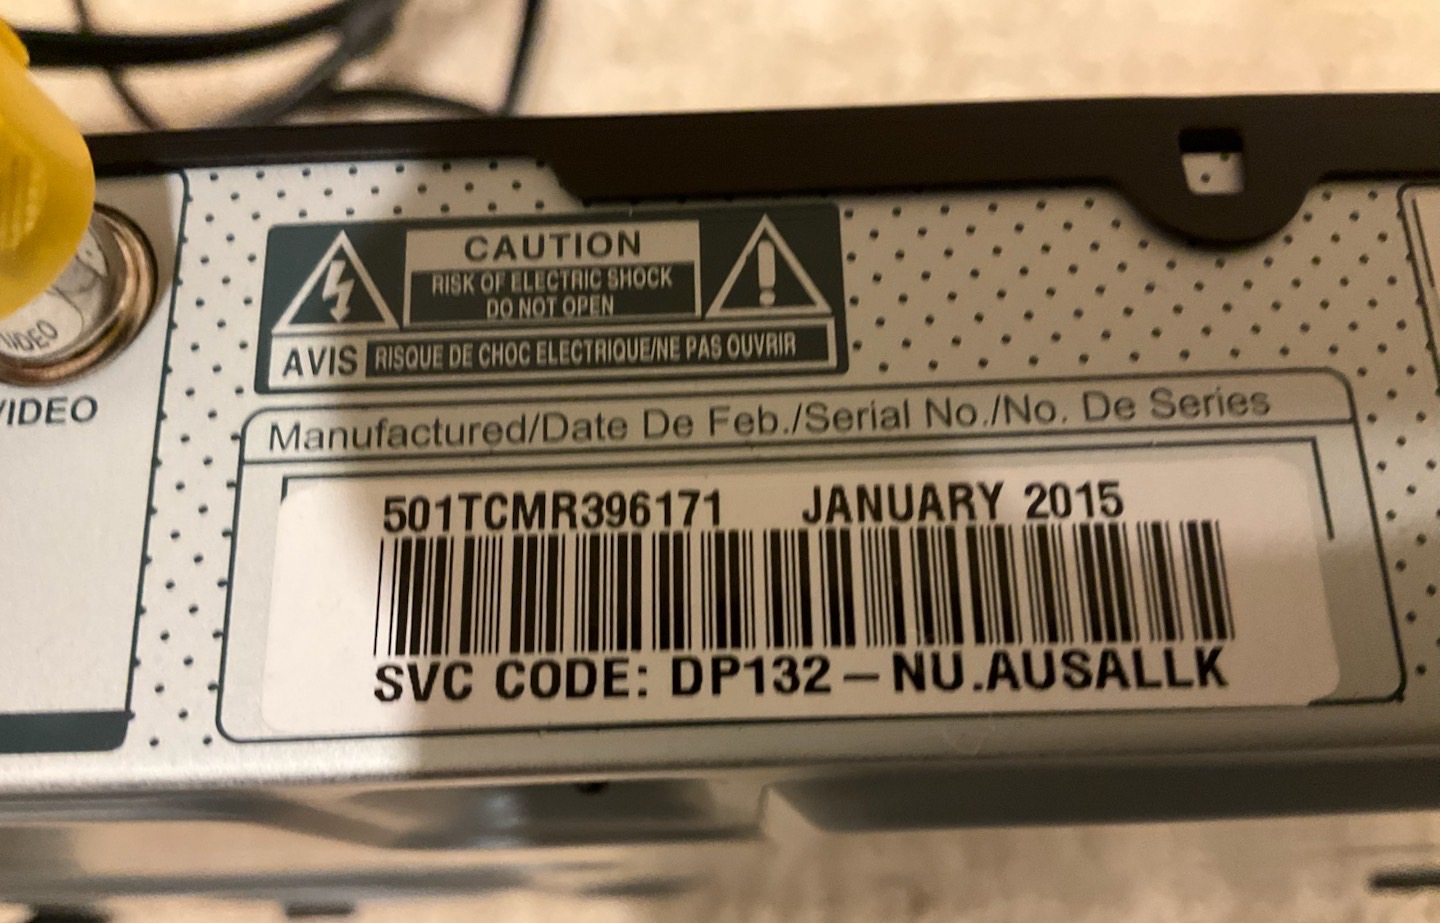 CAUTION
RISK OF ELECTRIC SHOCK
DO NOT OPEN
AVIS RISQUE DE CHOC ELECTRIQUE/NE PAS OUVRIR
VIDEO
VIDEO
Manufactured/Date De Feb./Serial No./No. De Series
501TCMR396171 JANUARY 2015
SVC CODE: DP132-NU.AUSALLK